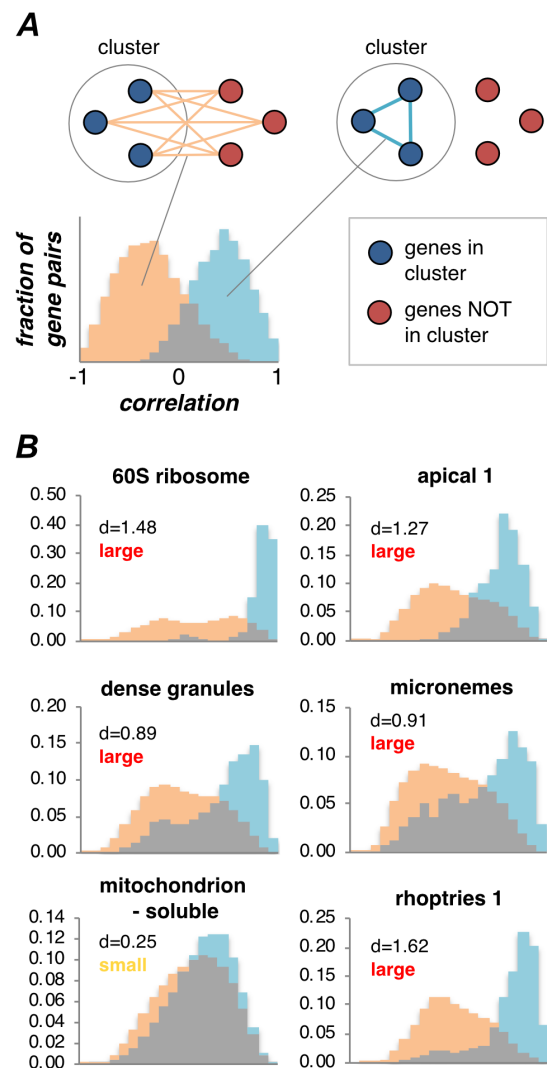 A
cluster
cluster
fraction of
gene pairs
-1
0
1
correlation
genes in
cluster
genes NOT
in cluster
B
60S ribosome
0.50
0.40
0.30
0.20
0.10
0.00
d=1.48
large
apical 1
0.25
0.20
0.15
0.10
0.05
0.00
d=1.27
large
dense granules
0.20
0.15
0.10
0.05
0.00
d=0.89
large
micronemes
0.15
0.10
0.05
0.00
d=0.91
large
mitochondrion
- soluble
0.14
0.12
0.10
0.08
0.06
0.04
0.02
0.00
d=0.25
small
rhoptries 1
0.25
0.20
0.15
0.10
0.05
0.00
d=1.62
large